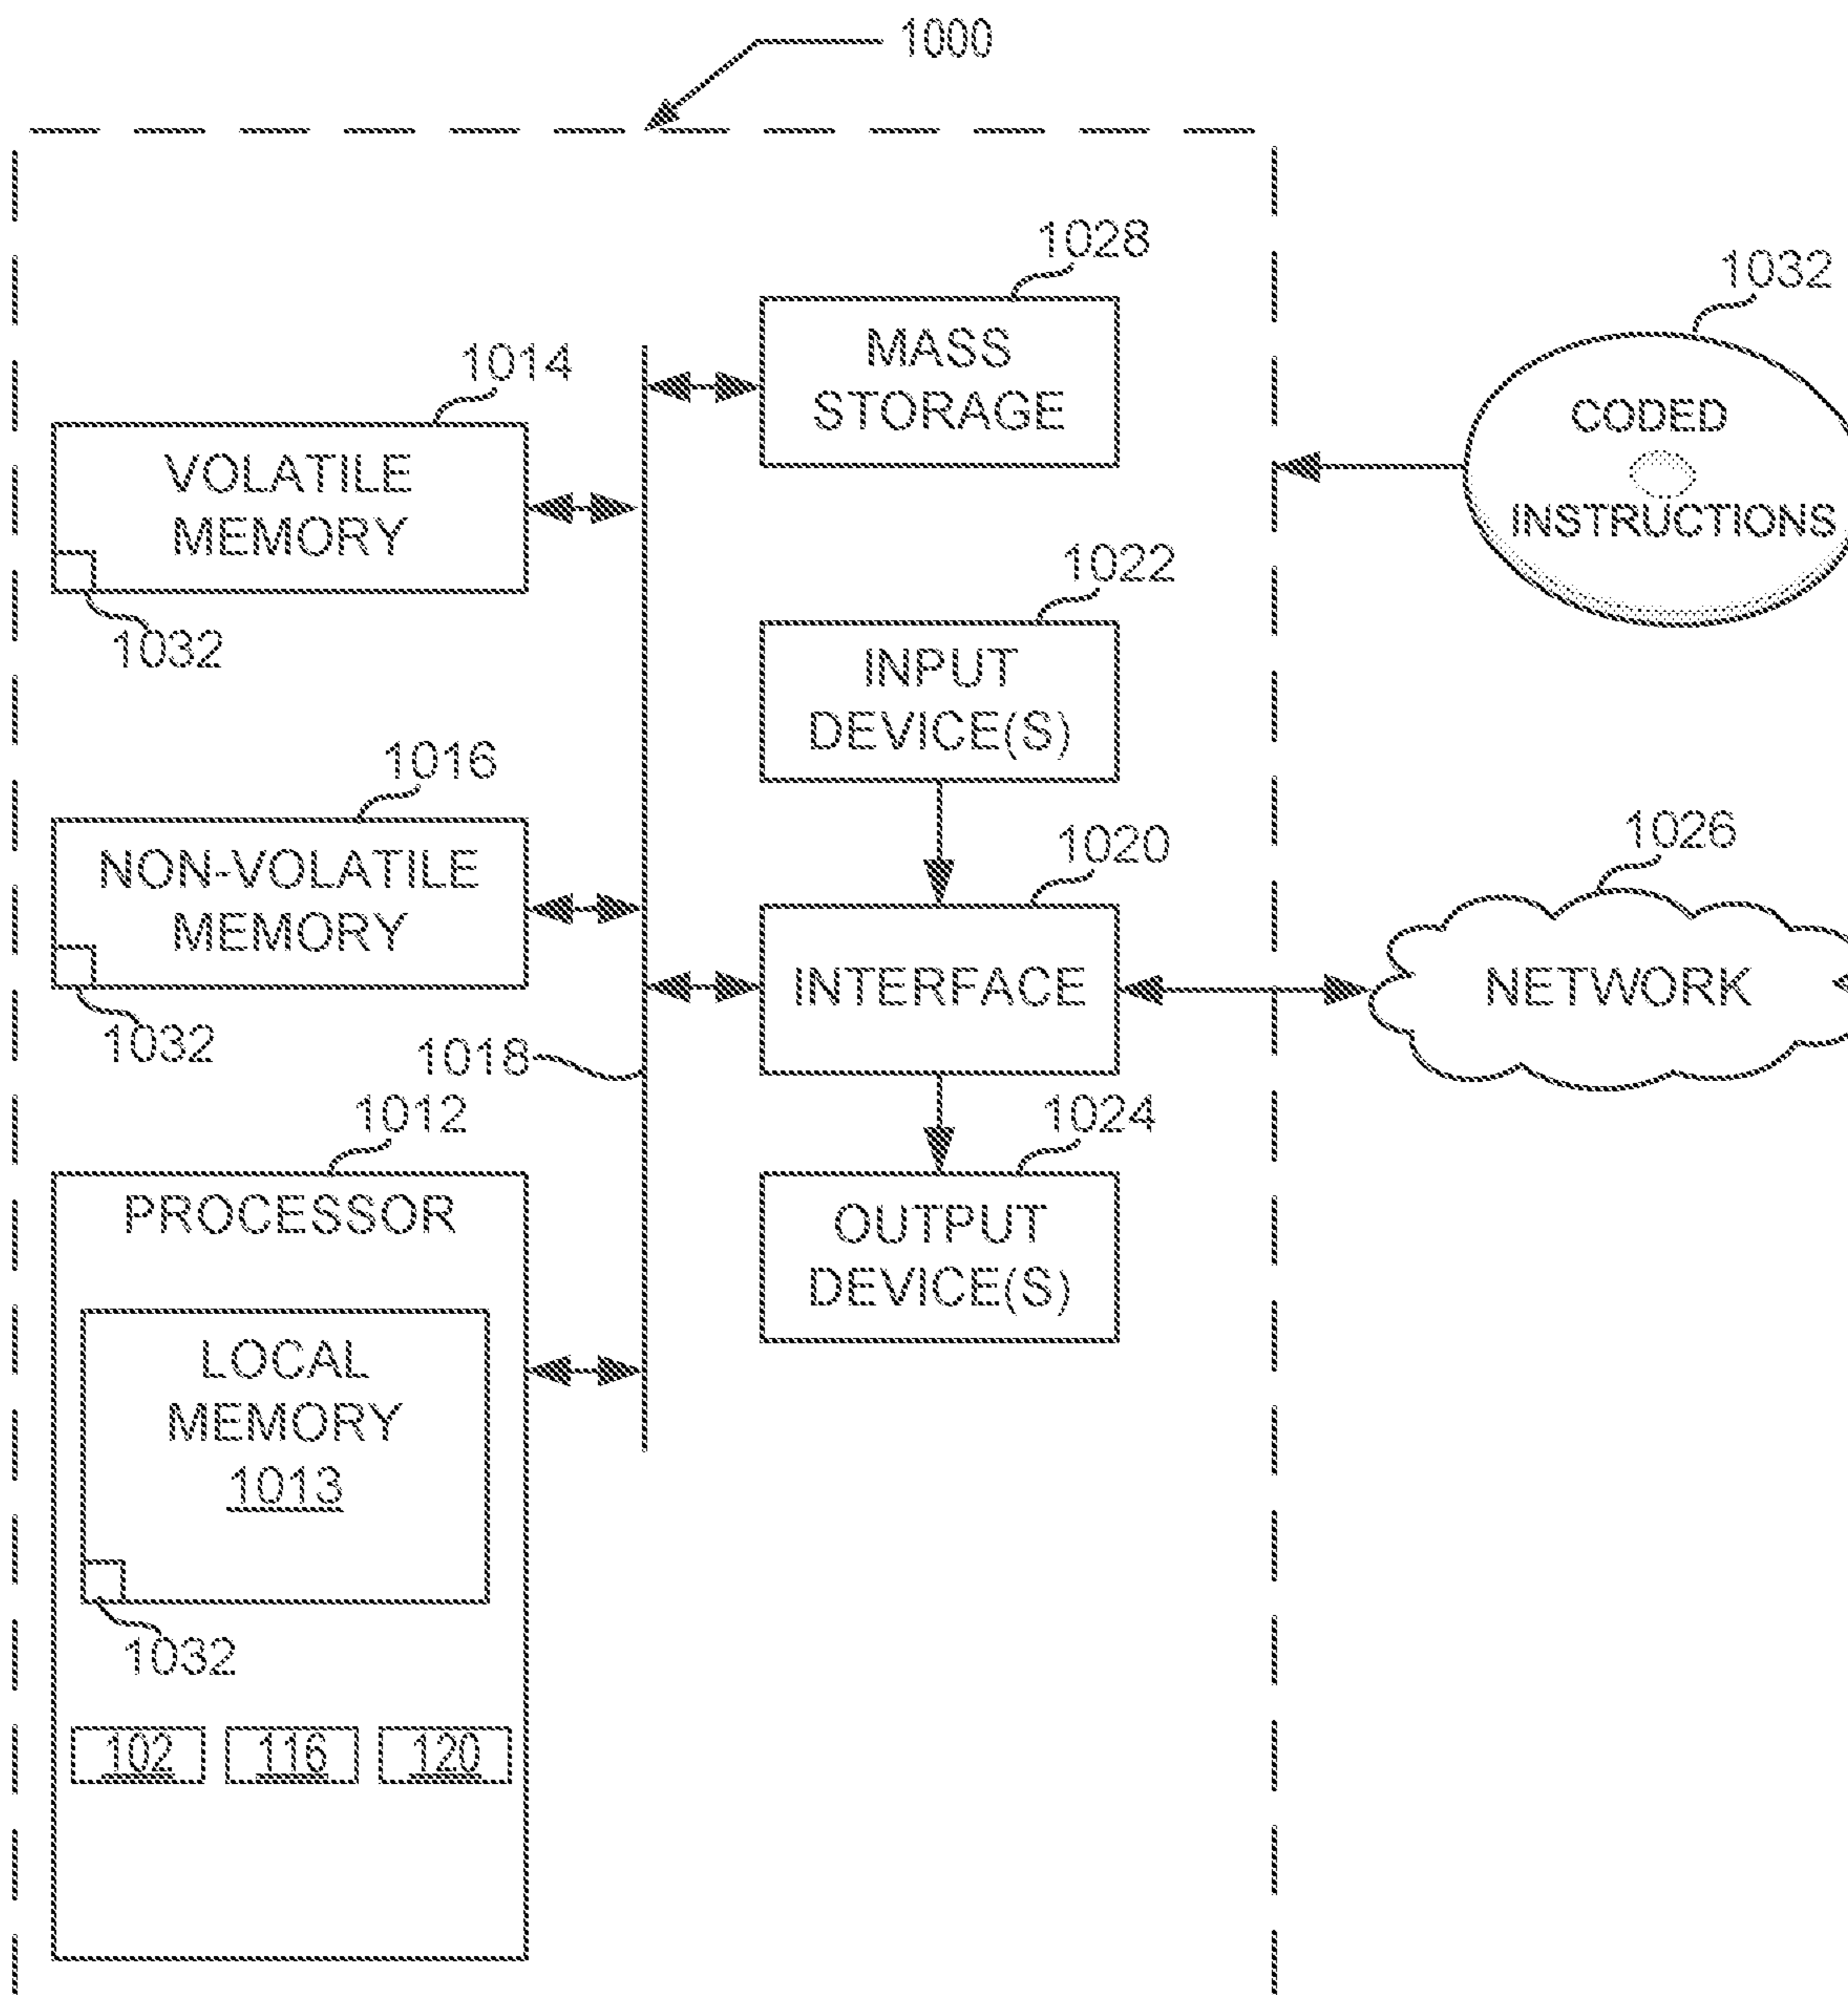 1000
1028
MASS
STORAGE
1032
CODED
INSTRUCTIONS
1014
VOLATILE
MEMORY
1032
1022
INPUT
DEVICE(S)
1016
NON-VOLATILE
MEMORY
1032
1020
INTERFACE
1026
NETWORK
1018
1012
PROCESSOR
LOCAL
MEMORY
1013
1032
102
116
120
1024
OUTPUT
DEVICE(S)